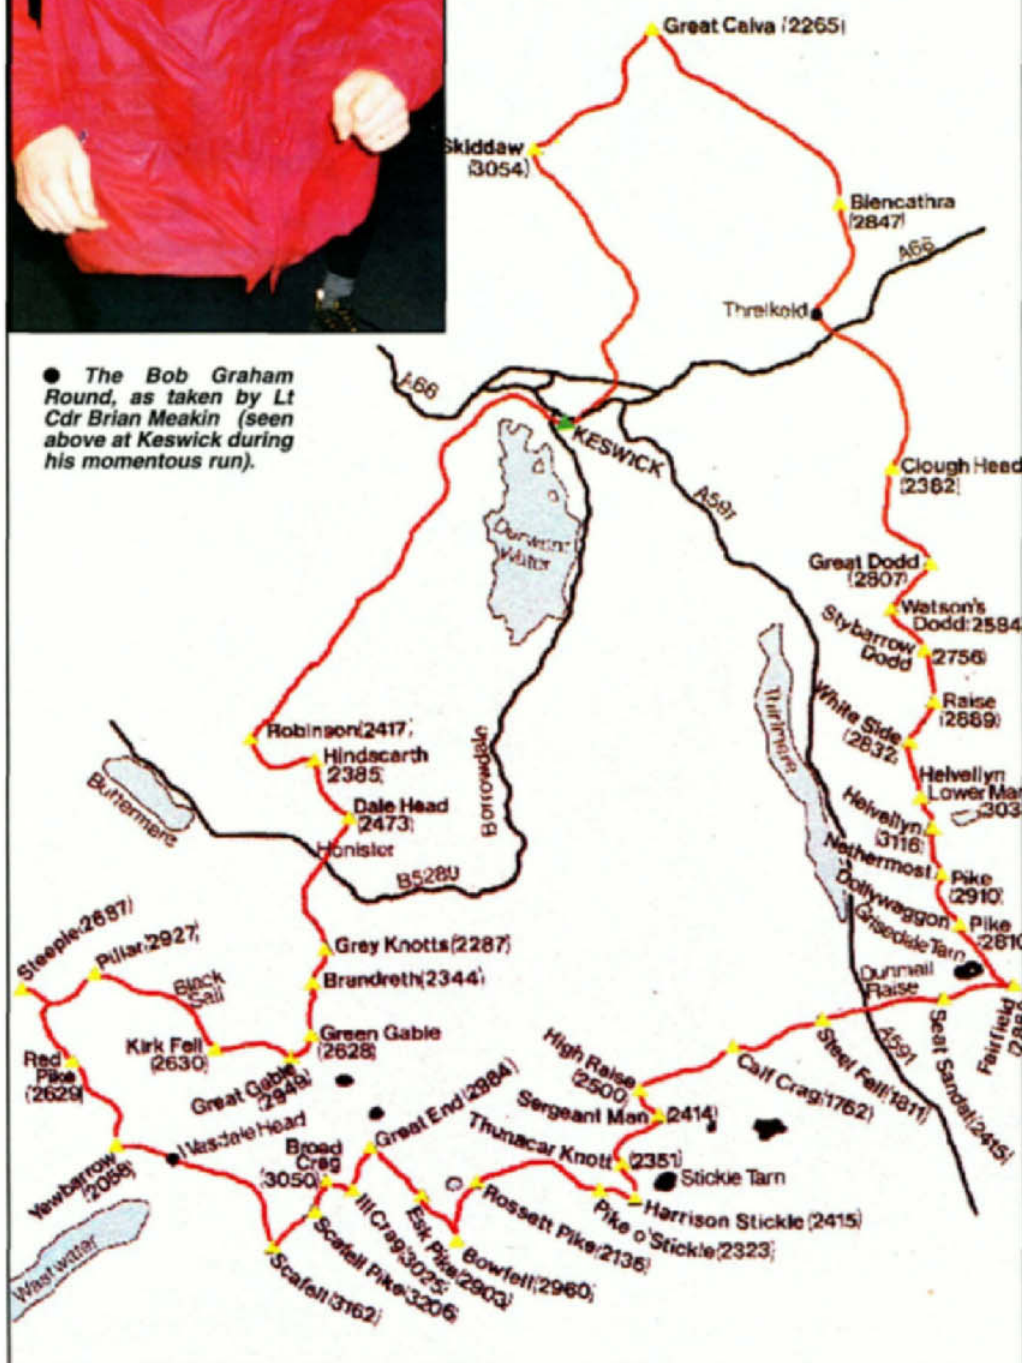 Great Calva (2265)
Skiddaw
(3054)
Blencathra
(2847)
A66
Threlkeld
● The Bob Graham
Round, as taken by Lt
Cdr Brian Meakin (seen
above at Keswick during
his momentous run).
A66
KESWICK
Clough Head
(2382)
A591
Derwent
Water
Great Dodd
(2807)
Watson's
Dodd (2584
Stybarrow
Dodd
(2756)
Raise
(2889)
White Side
(2832)
Thirlmere
Robinson (2417)
Hindscarth
2385)
Dale Head
(2473)
Borrowdale
Buttermere
Honister
B5289
Helvellyn
Lower Man
(303
Helvellyn
(3116)
Nethermost Pike
(2910)
Dollywaggon Pike
(2810
Grisedale Tarn
Dunmail
Raise
Steeple (2687)
Pillar (2927)
Black
Sail
Grey Knotts (2287)
Brandreth (2344)
Green Gable
(2628)
Kirk Fell
(2630)
Great Gable
(2949)
Red
Pike
(2629)
High Raise
(2500)
Calf Crag (1762)
Steel Fell (1811)
A591
Seat Sandal (2415)
Fairfield
Sergeant Man (2414)
Thunacar Knott (2351)
Stickle Tarn
Harrison Stickle (2415)
Pike o'Stickle (2323)
Wasdale Head
Yewbarrow
(2058)
Broad
Crag
(3050)
Great End (2984)
Ill Crag (3025)
Esk Pike (2903)
Rossett Pike (2136)
Bowfell (2960)
Scafell Pike (3206)
Scafell (3162)
Wastwater